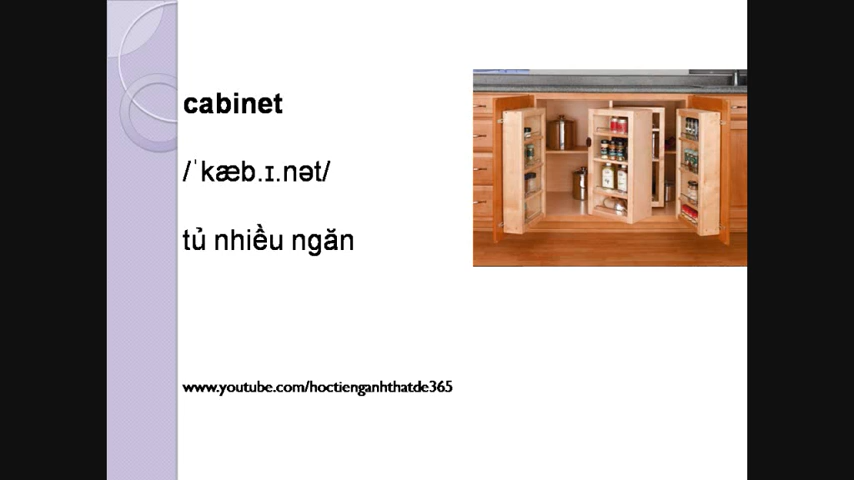 cabinet
/ˈkæb.ɪ.nət/
tủ nhiều ngăn
www.youtube.com/hoctienganhthatde365